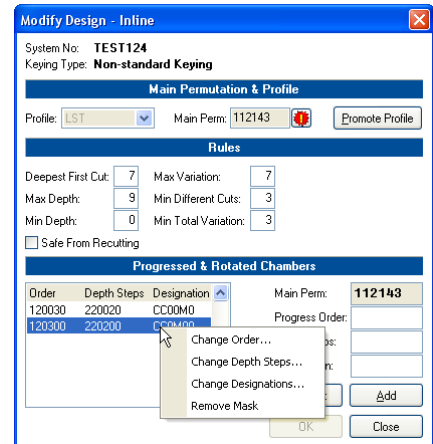 Modify Design - Inline
System No: TEST124
Keying Type: Non-standard Keying
Main Permutation & Profile
Profile: LST Main Perm: 112143 Promote Profile
Rules
Deepest First Cut: 7 Max Variation: 7
Max Depth: 9 Min Different Cuts: 3
Min Depth: 0 Min Total Variation: 3
Safe From Recutting
Progressed & Rotated Chambers
Order Depth Steps Designation Main Perm: 112143
120030 220020 CC00M0 Progress Order:
120300 220200 CC0M00
Change Order...
Change Depth Steps...
Change Designations...
Remove Mask
Add
OK Close